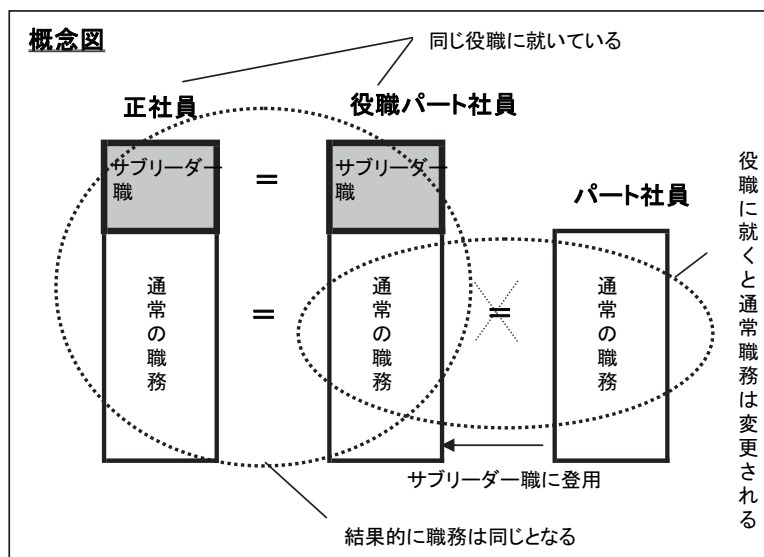 概念図
同じ役職に就いている
正社員
役職パート社員
サブリーダー
職
＝
サブリーダー
職
パート社員
役職に就くと通常職務は変更される
通常の職務
＝
通常の職務
＝
通常の職務
サブリーダー職に登用
結果的に職務は同じとなる